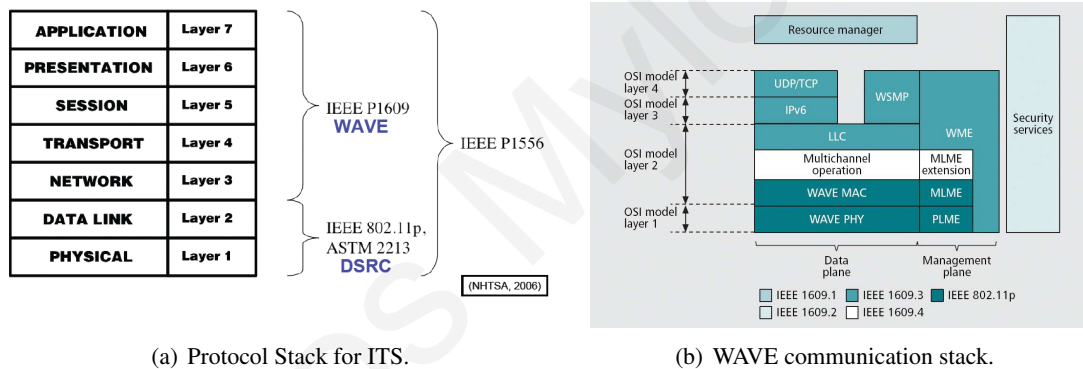 APPLICATION Layer 7
PRESENTATION Layer 6
SESSION Layer 5
TRANSPORT Layer 4
NETWORK Layer 3
DATA LINK Layer 2
PHYSICAL Layer 1
IEEE P1609
WAVE
IEEE 802.11p,
ASTM 2213
DSRC
IEEE P1556
(NHTSA, 2006)
(a) Protocol Stack for ITS.
Resource manager
OSI model
layer 4
OSI model
layer 3
OSI model
layer 2
OSI model
layer 1
UDP/TCP
IPv6
WSMP
LLC
WME
Multichannel
operation
MLME
extension
WAVE MAC
MLME
WAVE PHY
PLME
Security
services
Data
plane
Management
plane
IEEE 1609.1 IEEE 1609.3 IEEE 802.11p
IEEE 1609.2 IEEE 1609.4
(b) WAVE communication stack.